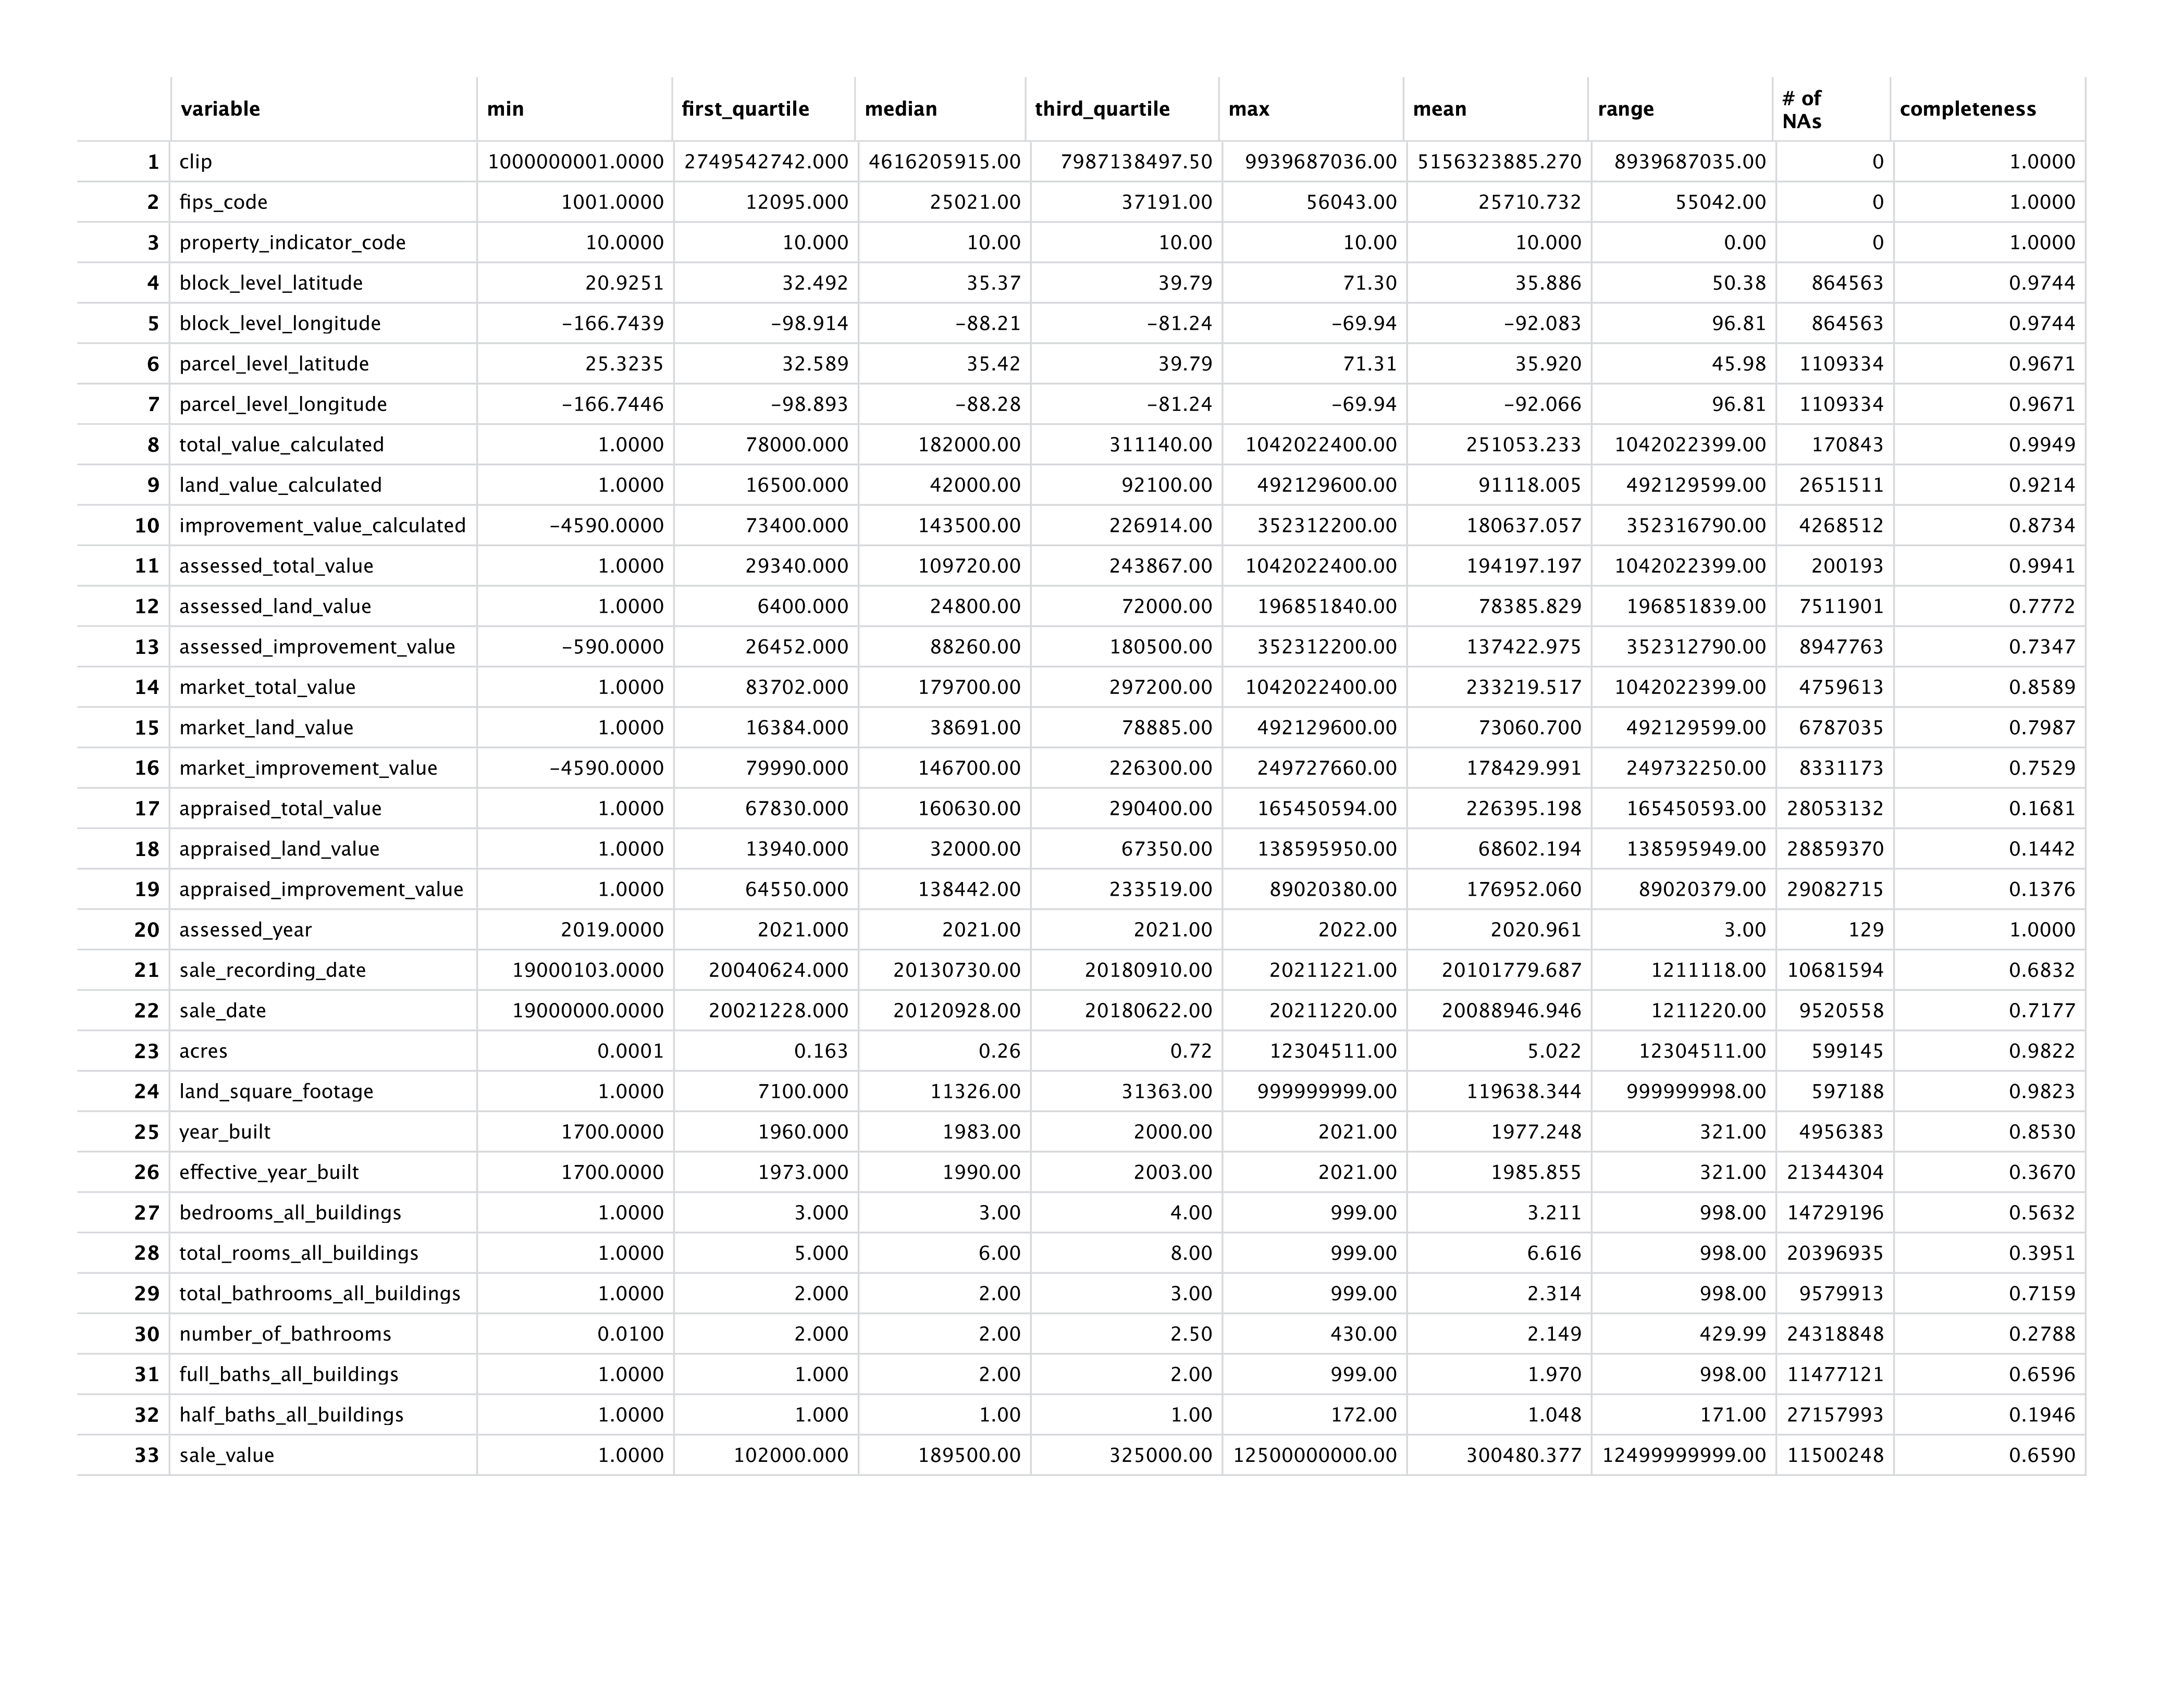 variable min first_quartile median third_quartile max mean range # of NAs completeness
1 clip 1000000001.0000 2749542742.000 4616205915.00 7987138497.50 9939687036.00 5156323885.270 8939687035.00 0 1.0000
2 fips_code 1001.0000 12095.000 25021.00 37191.00 56043.00 25710.732 55042.00 0 1.0000
3 property_indicator_code 10.0000 10.000 10.00 10.00 10.00 10.000 0.00 0 1.0000
4 block_level_latitude 20.9251 32.492 35.37 39.79 71.30 35.886 50.38 864563 0.9744
5 block_level_longitude −166.7439 −98.914 −88.21 −81.24 −69.94 −92.083 96.81 864563 0.9744
6 parcel_level_latitude 25.3235 32.589 35.42 39.79 71.31 35.920 45.98 1109334 0.9671
7 parcel_level_longitude −166.7446 −98.893 −88.28 −81.24 −69.94 −92.066 96.81 1109334 0.9671
8 total_value_calculated 1.0000 78000.000 182000.00 311140.00 1042022400.00 251053.233 1042022399.00 170843 0.9949
9 land_value_calculated 1.0000 16500.000 42000.00 92100.00 492129600.00 91118.005 492129599.00 2651511 0.9214
10 improvement_value_calculated −4590.0000 73400.000 143500.00 226914.00 352312200.00 180637.057 352316790.00 4268512 0.8734
11 assessed_total_value 1.0000 29340.000 109720.00 243867.00 1042022400.00 194197.197 1042022399.00 200193 0.9941
12 assessed_land_value 1.0000 6400.000 24800.00 72000.00 196851840.00 78385.829 196851839.00 7511901 0.7772
13 assessed_improvement_value −590.0000 26452.000 88260.00 180500.00 352312200.00 137422.975 352312790.00 8947763 0.7347
14 market_total_value 1.0000 83702.000 179700.00 297200.00 1042022400.00 233219.517 1042022399.00 4759613 0.8589
15 market_land_value 1.0000 16384.000 38691.00 78885.00 492129600.00 73060.700 492129599.00 6787035 0.7987
16 market_improvement_value −4590.0000 79990.000 146700.00 226300.00 249727660.00 178429.991 249732250.00 8331173 0.7529
17 appraised_total_value 1.0000 67830.000 160630.00 290400.00 165450594.00 226395.198 165450593.00 28053132 0.1681
18 appraised_land_value 1.0000 13940.000 32000.00 67350.00 138595950.00 68602.194 138595949.00 28859370 0.1442
19 appraised_improvement_value 1.0000 64550.000 138442.00 233519.00 89020380.00 176952.060 89020379.00 29082715 0.1376
20 assessed_year 2019.0000 2021.000 2021.00 2021.00 2022.00 2020.961 3.00 129 1.0000
21 sale_recording_date 19000103.0000 20040624.000 20130730.00 20180910.00 20211221.00 20101779.687 1211118.00 10681594 0.6832
22 sale_date 19000000.0000 20021228.000 20120928.00 20180622.00 20211220.00 20088946.946 1211220.00 9520558 0.7177
23 acres 0.0001 0.163 0.26 0.72 12304511.00 5.022 12304511.00 599145 0.9822
24 land_square_footage 1.0000 7100.000 11326.00 31363.00 999999999.00 119638.344 999999998.00 597188 0.9823
25 year_built 1700.0000 1960.000 1983.00 2000.00 2021.00 1977.248 321.00 4956383 0.8530
26 effective_year_built 1700.0000 1973.000 1990.00 2003.00 2021.00 1985.855 321.00 21344304 0.3670
27 bedrooms_all_buildings 1.0000 3.000 3.00 4.00 999.00 3.211 998.00 14729196 0.5632
28 total_rooms_all_buildings 1.0000 5.000 6.00 8.00 999.00 6.616 998.00 20396935 0.3951
29 total_bathrooms_all_buildings 1.0000 2.000 2.00 3.00 999.00 2.314 998.00 9579913 0.7159
30 number_of_bathrooms 0.0100 2.000 2.00 2.50 430.00 2.149 429.99 24318848 0.2788
31 full_baths_all_buildings 1.0000 1.000 2.00 2.00 999.00 1.970 998.00 11477121 0.6596
32 half_baths_all_buildings 1.0000 1.000 1.00 1.00 172.00 1.048 171.00 27157993 0.1946
33 sale_value 1.0000 102000.000 189500.00 325000.00 12500000000.00 300480.377 12499999999.00 11500248 0.6590